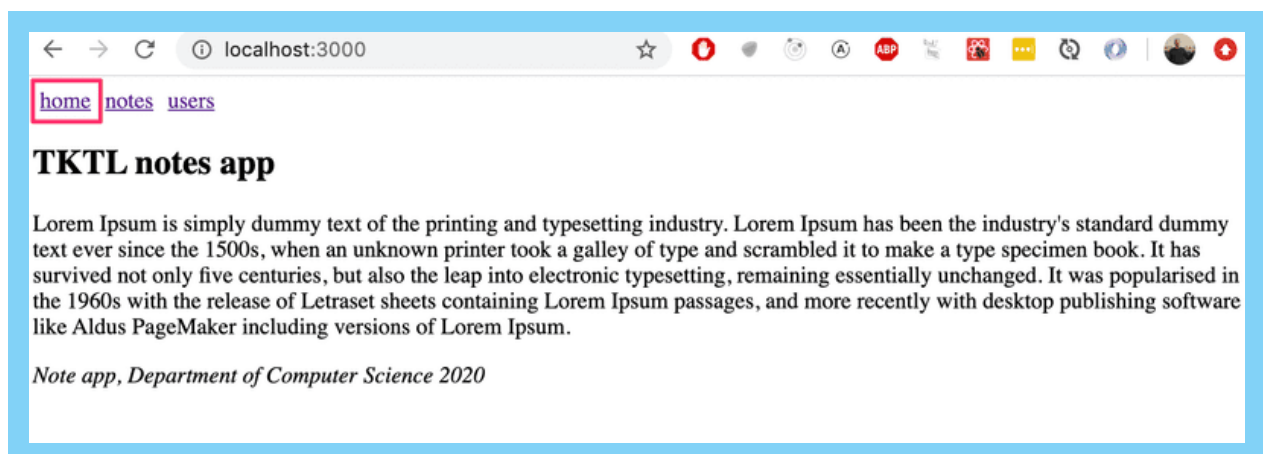 localhost:3000
ABP
home notes users
TKTL notes app
Lorem Ipsum is simply dummy text of the printing and typesetting industry. Lorem Ipsum has been the industry's standard dummy
text ever since the 1500s, when an unknown printer took a galley of type and scrambled it to make a type specimen book. It has
survived not only five centuries, but also the leap into electronic typesetting, remaining essentially unchanged. It was popularised in
the 1960s with the release of Letraset sheets containing Lorem Ipsum passages, and more recently with desktop publishing software
like Aldus PageMaker including versions of Lorem Ipsum.
Note app, Department of Computer Science 2020